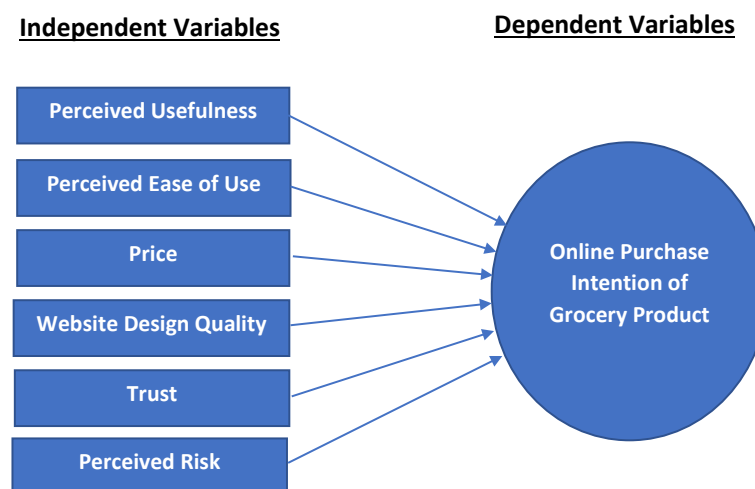 Independent Variables
Dependent Variables
Perceived Usefulness
Perceived Ease of Use
Price
Website Design Quality
Trust
Perceived Risk
Online Purchase
Intention of
Grocery Product